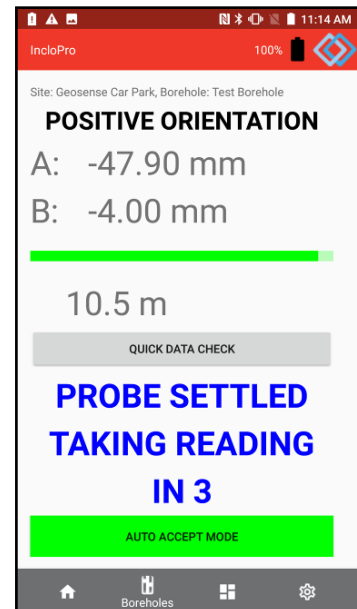 11:14 AM
IncloPro 100%
Site: Geosense Car Park, Borehole: Test Borehole
POSITIVE ORIENTATION
A: -47.90 mm
B: -4.00 mm
10.5 m
QUICK DATA CHECK
PROBE SETTLED
TAKING READING
IN 3
AUTO ACCEPT MODE
Boreholes